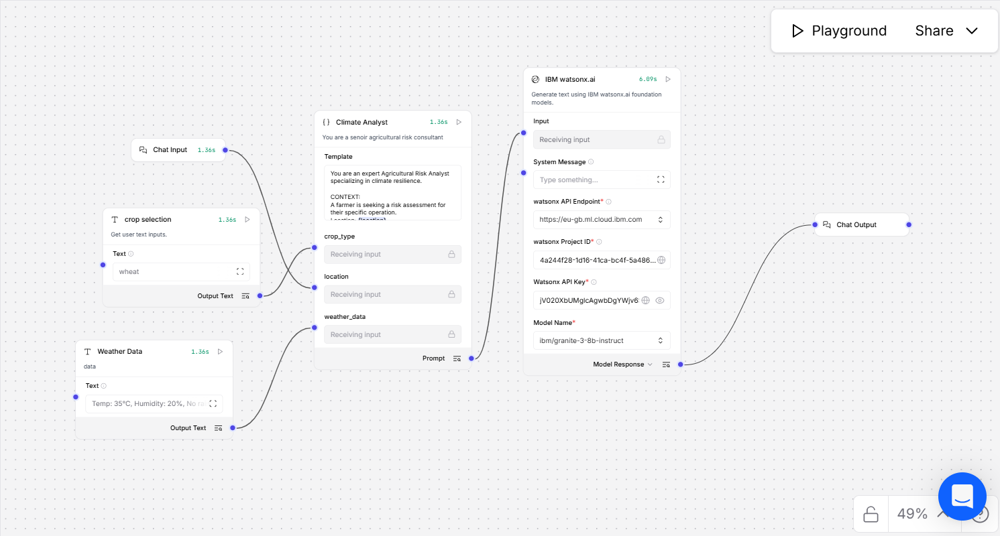 Playground
Share
Chat Input 1.36s
crop selection 1.36s
Get user text inputs.
Text
wheat
Output Text
Weather Data 1.36s
data
Text
Temp: 35°C, Humidity: 20%, No
Output Text
Climate Analyst 1.36s
You are a senoir agricultural risk consultant
Template
You are an expert Agricultural Risk Analyst
specializing in climate resilience.
CONTEXT:
A farmer is seeking a risk assessment for
their specific operation.
Location: {location}
crop_type
Receiving input
location
Receiving input
weather_data
Receiving input
Prompt
IBM watsonx.ai 6.09s
Generate text using IBM watsonx.ai foundation
models.
Input
Receiving input
System Message
Type something...
watsonx API Endpoint*
https://eu-gb.ml.cloud.ibm.com
watsonx Project ID*
4a244f28-1d16-41ca-bc4f-5a486...
Watsonx API Key*
Model Name*
ibm/granite-3-8b-instruct
Model Response
Chat Output
49%